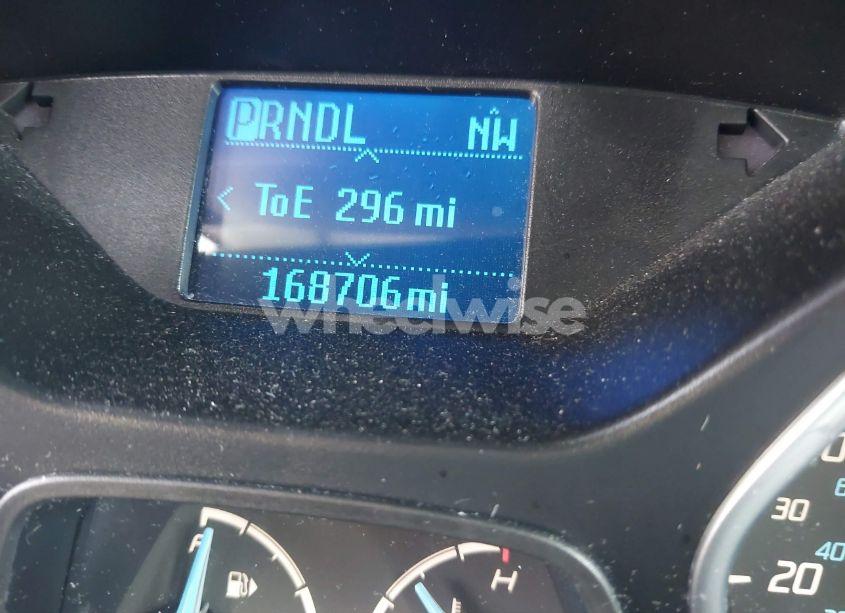 PRNDL NW
< ToE 296 mi
168706mi
wheelwise
30
20
40
F
H